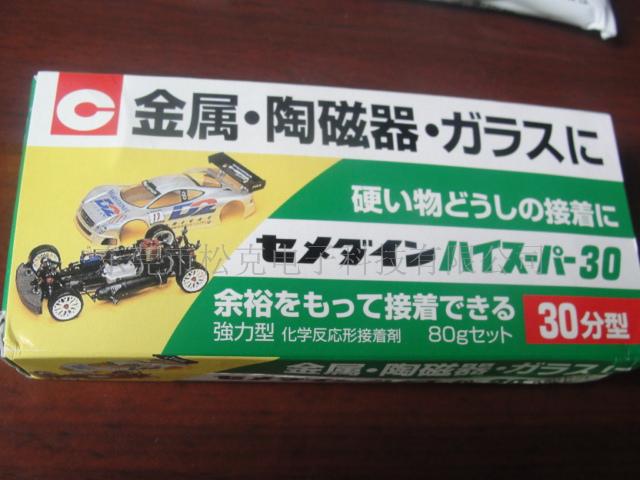 C
金属・陶磁器・ガラスに
硬い物どうしの接着に
セメダインハイスーパー30
余裕をもって接着できる
強力型 化学反応形接着剤 80gセット
30分型
金属・陶磁器・ガラスに